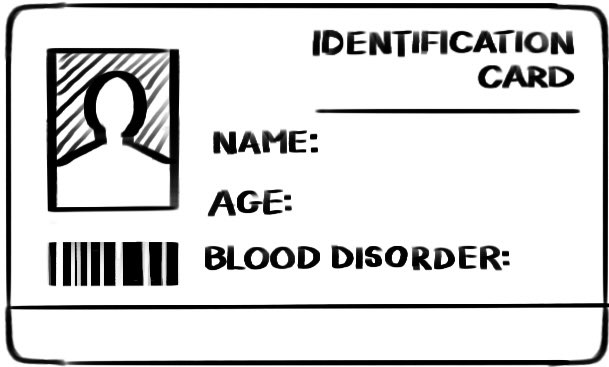 IDENTIFICATION
CARD
NAME:
AGE:
BLOOD DISORDER: